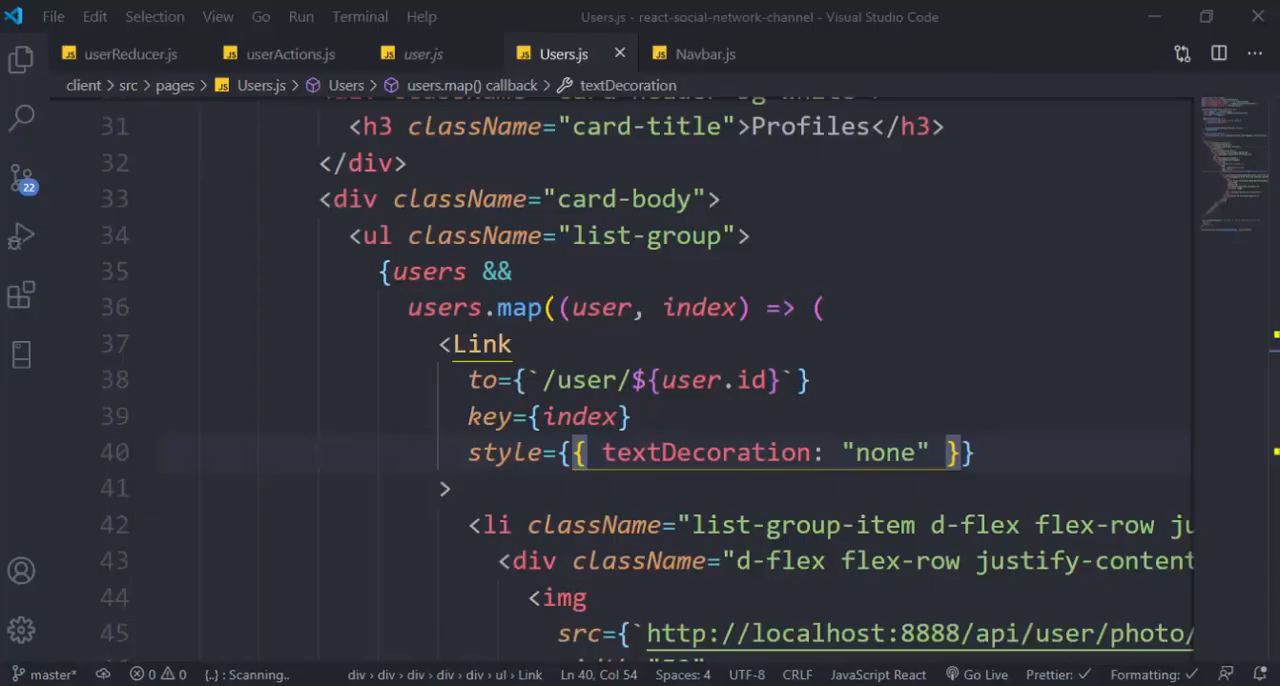 File Edit Selection View Go Run Terminal Help Users.js - react-social-network-channel - Visual Studio Code
JS userReducer.js JS userActions.js JS user.js JS Users.js JS Navbar.js
client > src > pages > JS Users.js > Users > users.map() callback > textDecoration
31 <h3 className="card-title">Profiles</h3>
32 </div>
33 <div className="card-body">
34 <ul className="list-group">
35 {users &&
36 users.map((user, index) => (
37 <Link
38 to={`/user/${user.id}`}
39 key={index}
40 style={{ textDecoration: "none" }}
41 >
42 <li className="list-group-item d-flex flex-row ju
43 <div className="d-flex flex-row justify-content
44 <img
45 src={`http://localhost:8888/api/user/photo/
22
master* 0 0 {..} : Scanning.. div > div > div > div > div > ul > Link Ln 40, Col 54 Spaces: 4 UTF-8 CRLF JavaScript React Go Live Prettier: ✓ Formatting: ✓